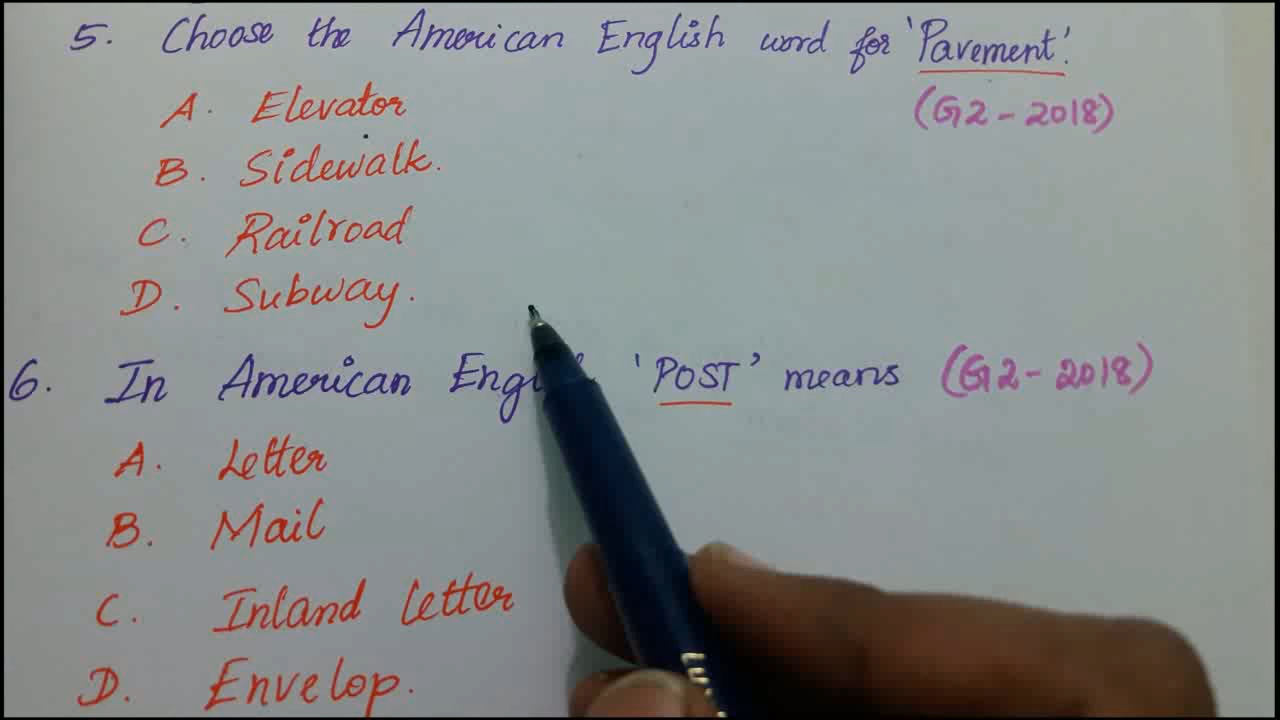 5. Choose the American English word for 'Pavement'.
(G2-2018)
A. Elevator
B. Sidewalk.
C. Railroad
D. Subway.
6. In American 'POST' means (G2-2018)
A. Letter
B. Mail
C. Inland letter
D. Envelop.